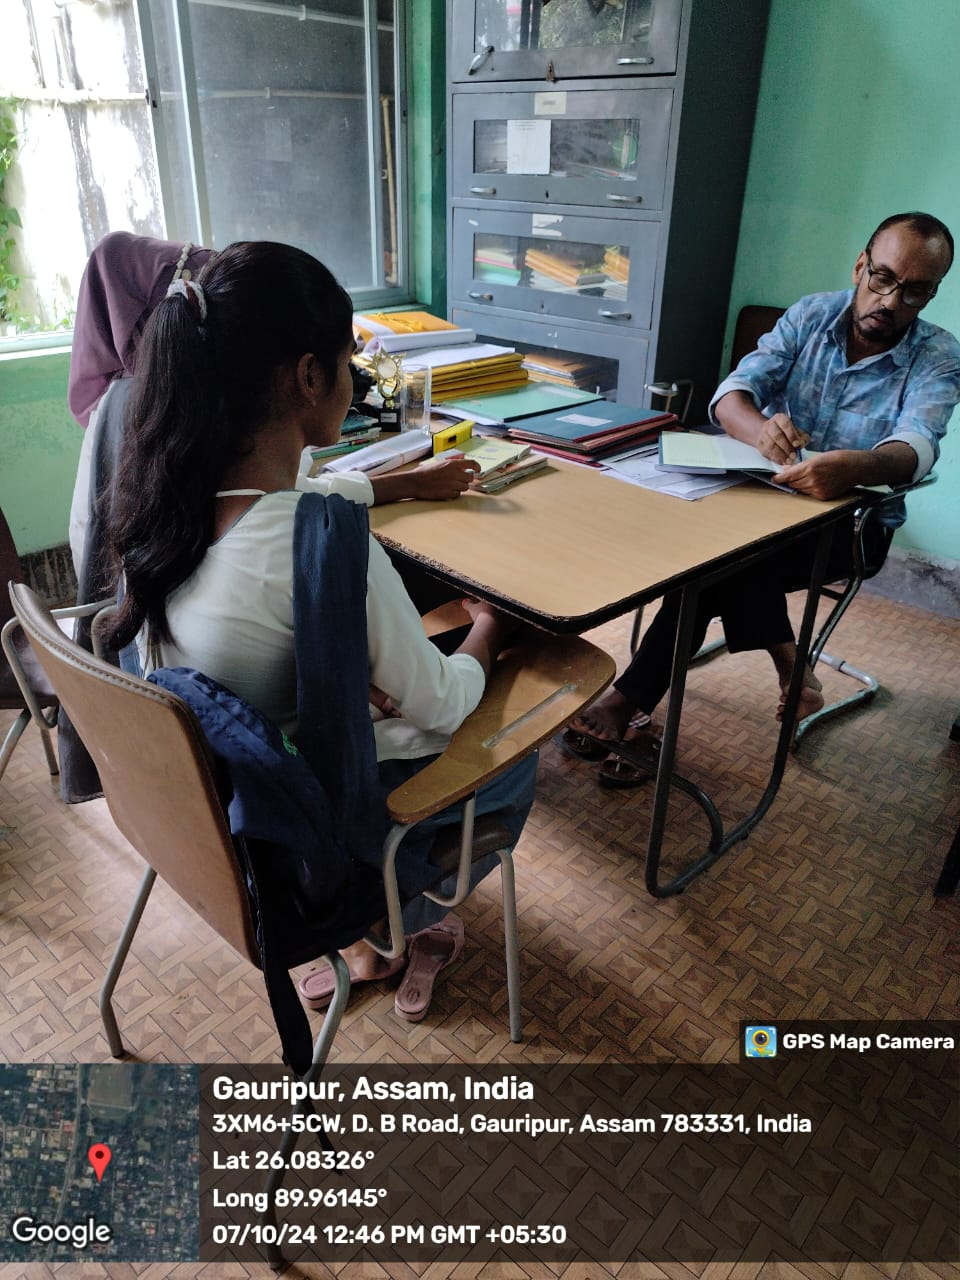 GPS Map Camera
Gauripur, Assam, India
3XM6+5CW, D. B Road, Gauripur, Assam 783331, India
Lat 26.08326°
Long 89.96145°
07/10/24 12:46 PM GMT +05:30
Google